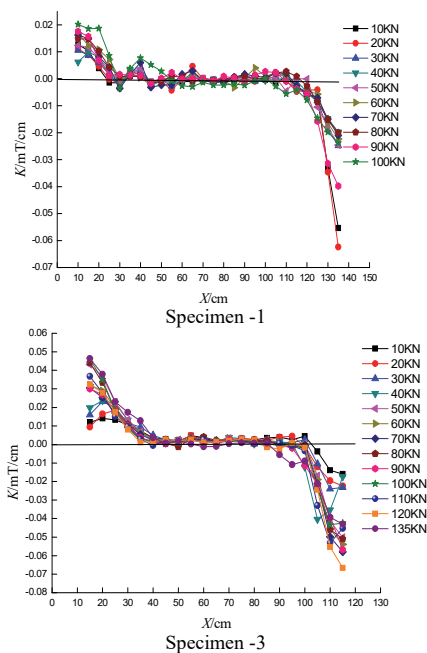 0.02
0.01
0.00
-0.01
-0.02
-0.03
-0.04
-0.05
-0.06
-0.07
K/mT/cm
0 10 20 30 40 50 60 70 80 90 100 110 120 130 140 150
X/cm
10KN
20KN
30KN
40KN
50KN
60KN
70KN
80KN
90KN
100KN
Specimen -1
0.06
0.05
0.04
0.03
0.02
0.01
0.00
-0.01
-0.02
-0.03
-0.04
-0.05
-0.06
-0.07
-0.08
K/mT/cm
0 10 20 30 40 50 60 70 80 90 100 110 120 130
X/cm
10KN
20KN
30KN
40KN
50KN
60KN
70KN
80KN
90KN
100KN
110KN
120KN
135KN
Specimen -3